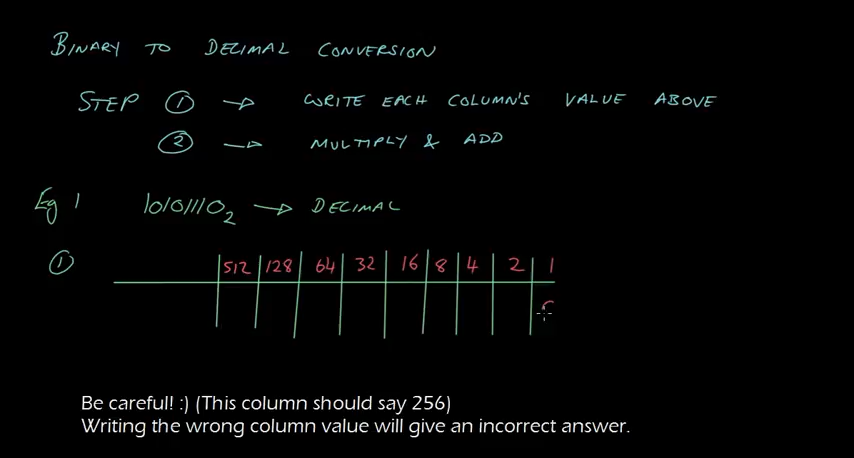 BINARY TO DECIMAL CONVERSION
STEP ① → WRITE EACH COLUMN'S VALUE ABOVE
② → MULTIPLY & ADD
Eg 1 10101110₂ → DECIMAL
① 512 128 64 32 16 8 4 2 1
Be careful! :) (This column should say 256)
Writing the wrong column value will give an incorrect answer.